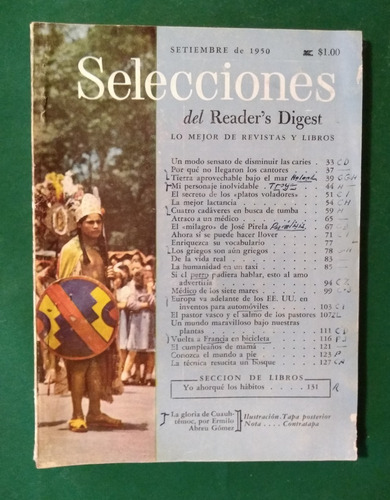 SETIEMBRE de 1950 $1.00
Selecciones
del Reader's Digest
LO MEJOR DE REVISTAS Y LIBROS
Un modo sensato de disminuir las caries . 33 CD
Por qué no llegaron los cantores . . 37
Tierra aprovechable bajo el mar Holanda 39
Mi personaje inolvidable 44 H
El secreto de los «platos voladores» . 51
La mejor lactancia . . . . 54 CH
Cuatro cadáveres en busca de tumba . 59 H
Atraco a un médico . . . . 65
El «milagro» de José Pirela 67
Ahora sí se puede hacer llover . . 71
Enriquezca su vocabulario . . . 77
Los griegos aún son griegos . . . 78
De la vida real . . . . 83
La humanidad en un taxi . . . 85
Si el perro pudiera hablar, esto al amo
advertiría . . . . 94
Médico de los siete mares . . . 99
Europa va adelante de los EE. UU. en
inventos para automóviles . . . 103
El pastor vasco y el salmo de los pastores 107
Un mundo maravilloso bajo nuestras
plantas . . . . 111
Vuelta a Francia en bicicleta . . 116
El cumpleaños de mamá . . . 121
Conozca el mundo a pie . . . 123 P
La técnica resucita un bosque . . 127
SECCION DE LIBROS
Yo ahorqué los hábitos . . . . 131 R
La gloria de Cuauh-
témoc, por Ermilo
Abreu Gómez
Ilustración. Tapa posterior
Nota . . . . Contratapa